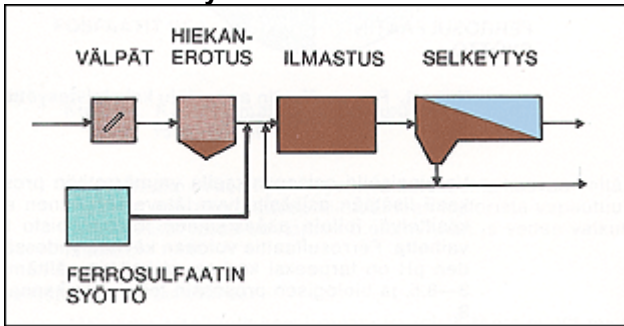 VÄLPÄT
HIEKAN-
EROTUS
ILMASTUS
SELKEYTYS
FERROSULFAATIN
SYÖTTÖ